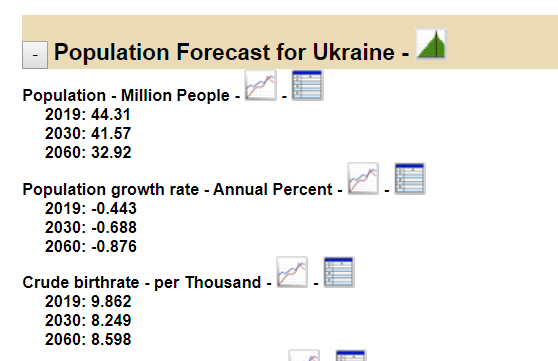 - Population Forecast for Ukraine -
Population - Million People - -
2019: 44.31
2030: 41.57
2060: 32.92
Population growth rate - Annual Percent - -
2019: -0.443
2030: -0.688
2060: -0.876
Crude birthrate - per Thousand - -
2019: 9.862
2030: 8.249
2060: 8.598